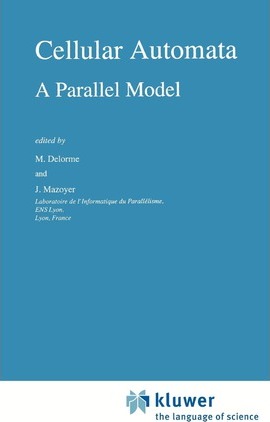 Cellular Automata
A Parallel Model
edited by
M. Delorme
and
J. Mazoyer
Laboratoire de l'Informatique du Parallélisme,
ENS Lyon,
Lyon, France
kluwer
the language of science